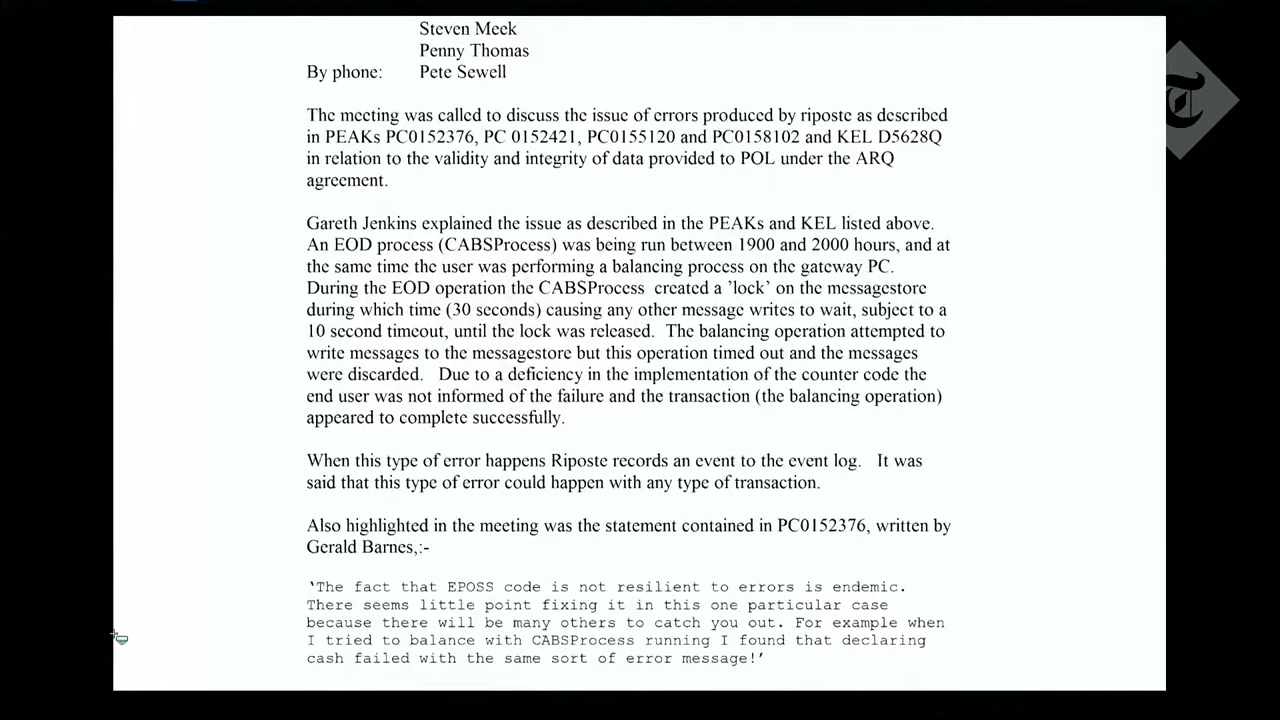 Steven Meek
Penny Thomas
By phone: Pete Sewell
The meeting was called to discuss the issue of errors produced by riposte as described
in PEAKs PC0152376, PC 0152421, PC0155120 and PC0158102 and KEL D5628Q
in relation to the validity and integrity of data provided to POL under the ARQ
agreement.
Gareth Jenkins explained the issue as described in the PEAKs and KEL listed above.
An EOD process (CABSProcess) was being run between 1900 and 2000 hours, and at
the same time the user was performing a balancing process on the gateway PC.
During the EOD operation the CABSProcess created a 'lock' on the messagestore
during which time (30 seconds) causing any other message writes to wait, subject to a
10 second timeout, until the lock was released. The balancing operation attempted to
write messages to the messagestore but this operation timed out and the messages
were discarded. Due to a deficiency in the implementation of the counter code the
end user was not informed of the failure and the transaction (the balancing operation)
appeared to complete successfully.
When this type of error happens Riposte records an event to the event log. It was
said that this type of error could happen with any type of transaction.
Also highlighted in the meeting was the statement contained in PC0152376, written by
Gerald Barnes,:-
‘The fact that EPOSS code is not resilient to errors is endemic.
There seems little point fixing it in this one particular case
because there will be many others to catch you out. For example when
I tried to balance with CABSProcess running I found that declaring
cash failed with the same sort of error message!’
T